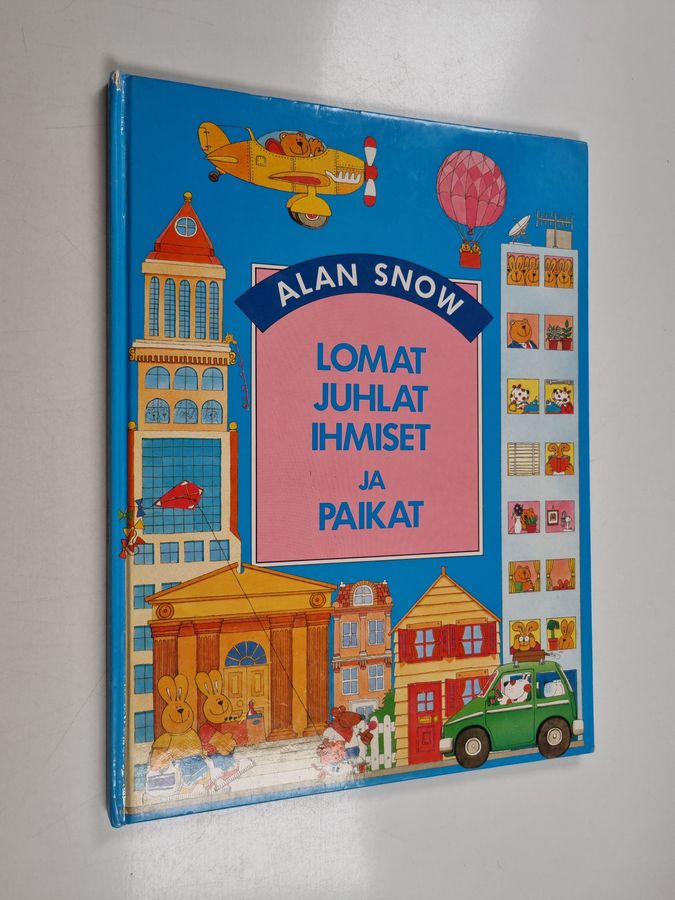 ALAN SNOW
LOMAT
JUHLAT
IHMISET
JA
PAIKAT